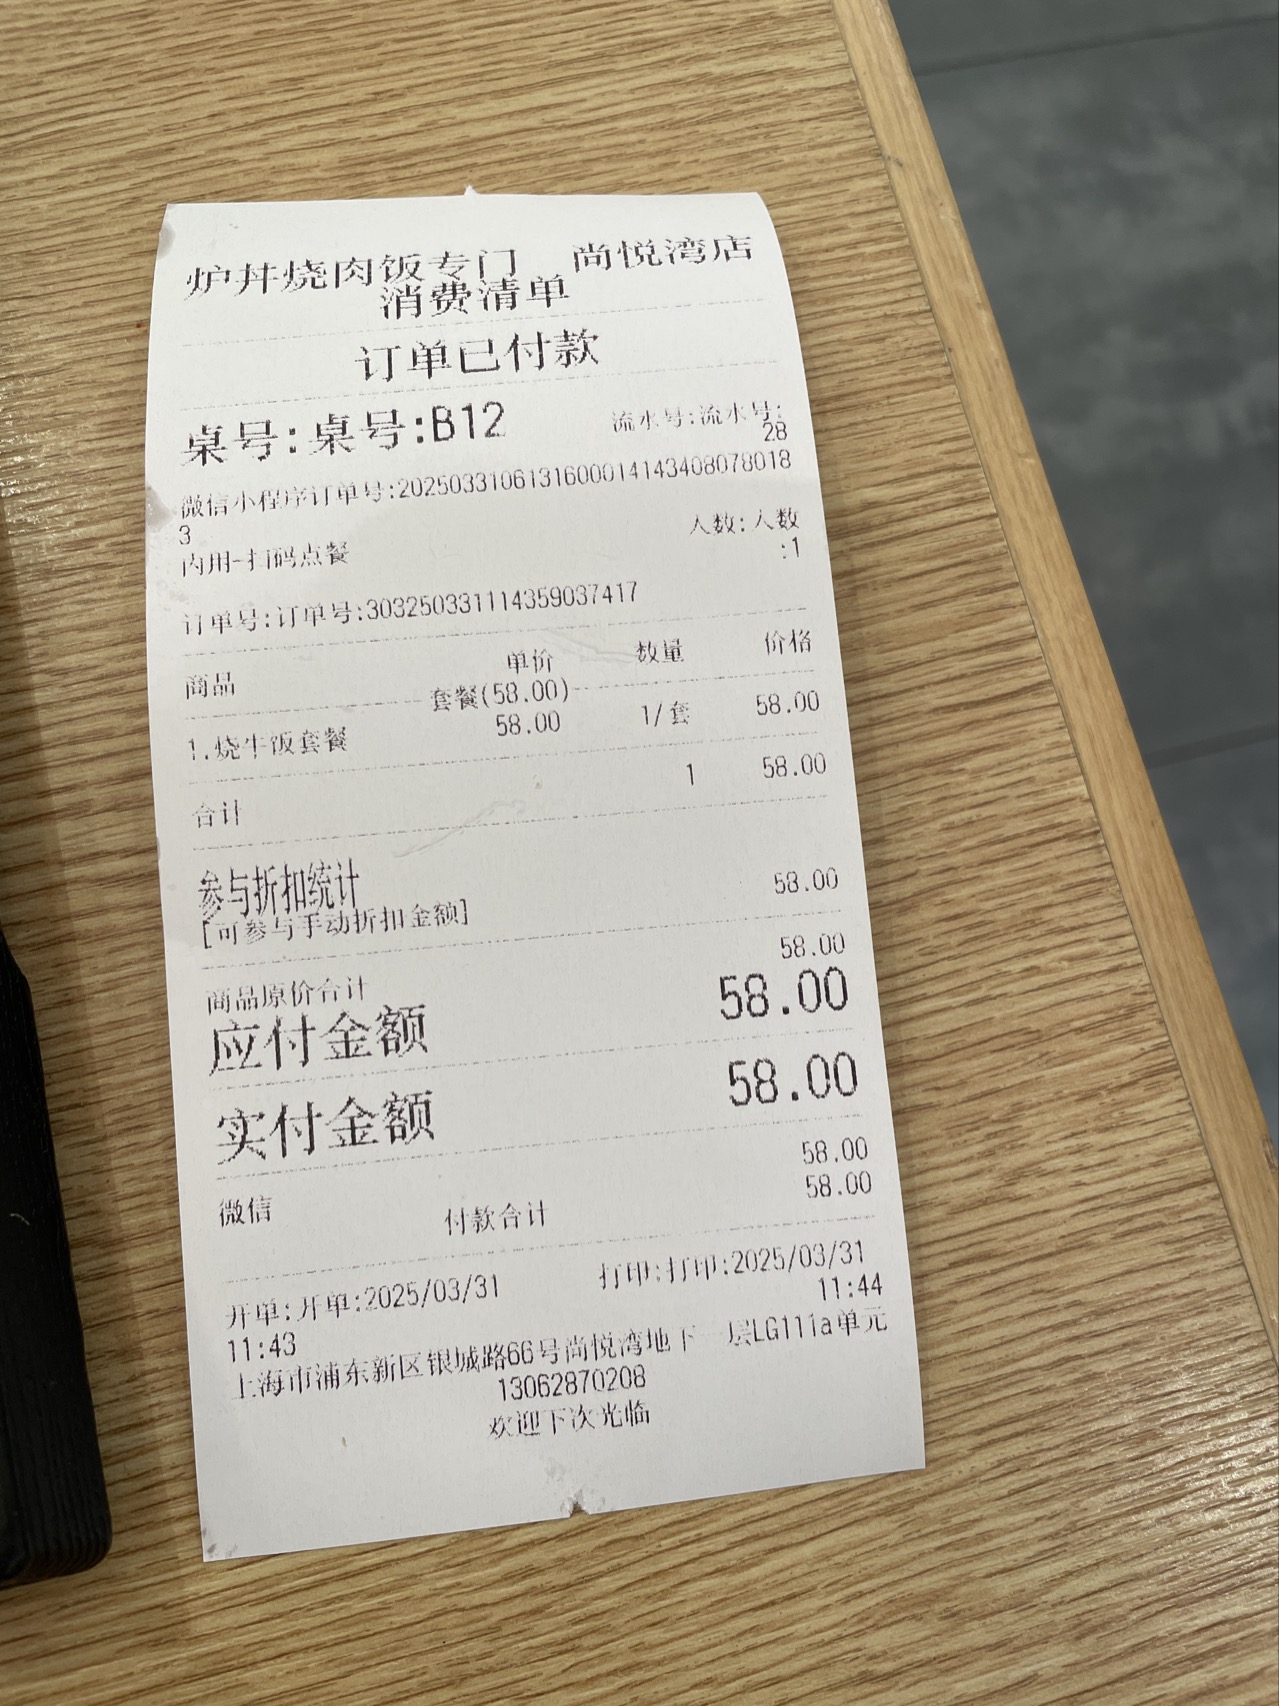 炉丼烧肉饭专门 尚悦湾店
消费清单
订单已付款
桌号:桌号:B12 流水号:流水号:
28
微信小程序订单号:2025033106131600014143408078018
3
内用-扫码点餐 人数:人数
:1
订单号:订单号:3032503311114359037417
商品 单价 数量 价格
套餐(58.00)
1.烧牛饭套餐 58.00 1/套 58.00
合计 1 58.00
参与折扣统计
[可参与手动折扣金额] 58.00
商品原价合计 58.00
应付金额 58.00
实付金额 58.00
微信 58.00
付款合计 58.00
开单:开单:2025/03/31 打印:打印:2025/03/31
11:43 11:44
上海市浦东新区银城路66号尚悦湾地下一层LG111a单元
13062870208
欢迎下次光临